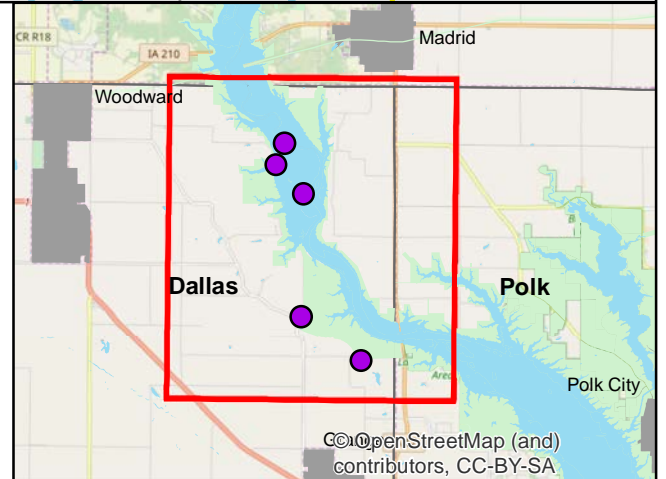 Madrid
CR R18
IA 210
Woodward
Dallas
Polk
Polk City
© OpenStreetMap (and)
contributors, CC-BY-SA